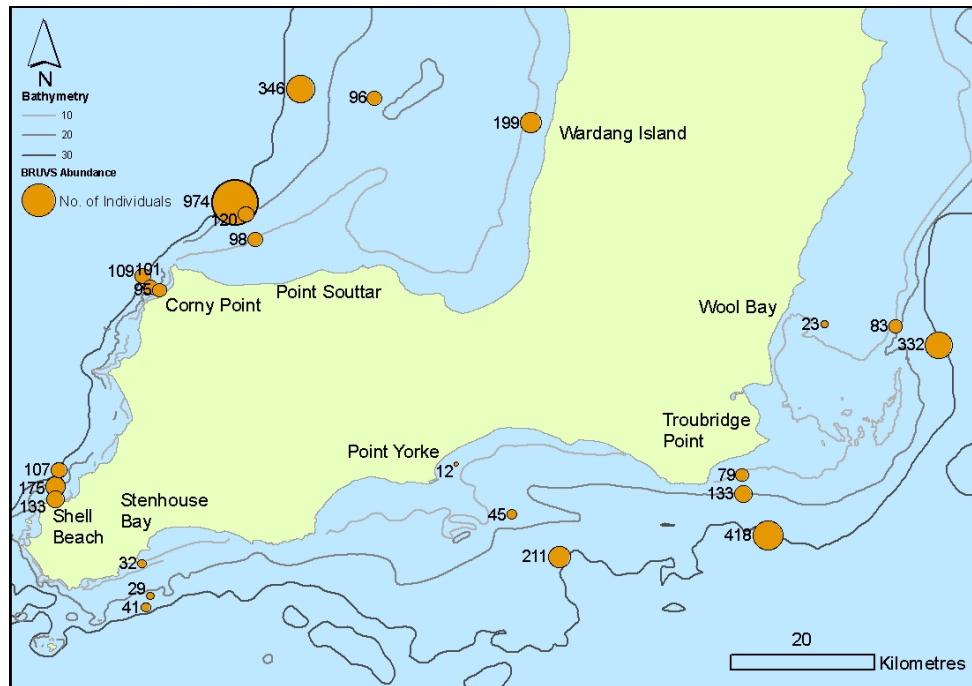 N
Bathymetry
10
20
30
BRUVS Abundance
No. of Individuals
346
96
199
Wardang Island
974
120
98
109
101
95
Corny Point
Point Souttar
Wool Bay
23
83
332
Troubridge
Point
Point Yorke
12
107
175
133
Shell
Beach
Stenhouse
Bay
79
133
45
418
211
32
29
41
20
Kilometres